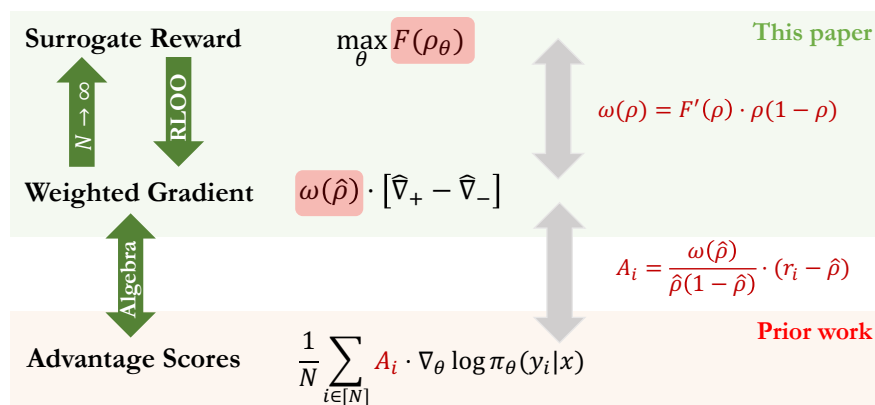 This paper
Surrogate Reward
max_θ F(ρ_θ)
N → ∞
RLOO
ω(ρ) = F′(ρ) · ρ(1 − ρ)
Weighted Gradient
ω(ρ̂) · [∇̂₊ − ∇̂₋]
Algebra
A_i = ω(ρ̂) / ρ̂(1 − ρ̂) · (r_i − ρ̂)
Prior work
Advantage Scores
1/N ∑_{i∈[N]} A_i · ∇_θ log π_θ(y_i|x)